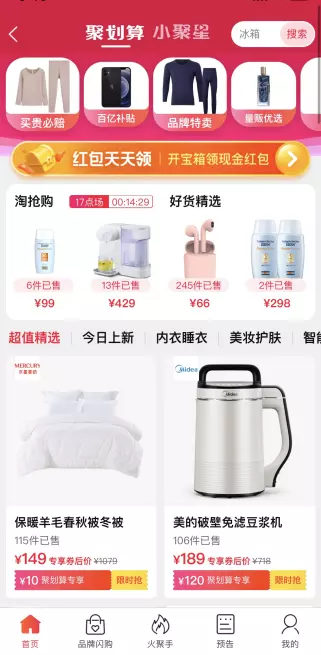 聚划算 小聚星 冰箱 搜索
买贵必赔 百亿补贴 品牌特卖 量贩优选
红包天天领 开宝箱领现金红包
淘抢购 17点场 00:14:29 好货精选
6件已售 13件已售 245件已售 2件已售
¥99 ¥429 ¥66 ¥298
超值精选 今日上新 内衣睡衣 美妆护肤 智能
MERCURY Midea
水星家纺
Midea
保暖羊毛春秋被冬被 美的破壁免滤豆浆机
115件已售 106件已售
¥149 专享券后价 ¥1079 ¥189 专享券后价 ¥718
¥10 聚划算专享 限时抢 ¥120 聚划算专享 限时抢
首页 品牌闪购 火聚手 预告 我的